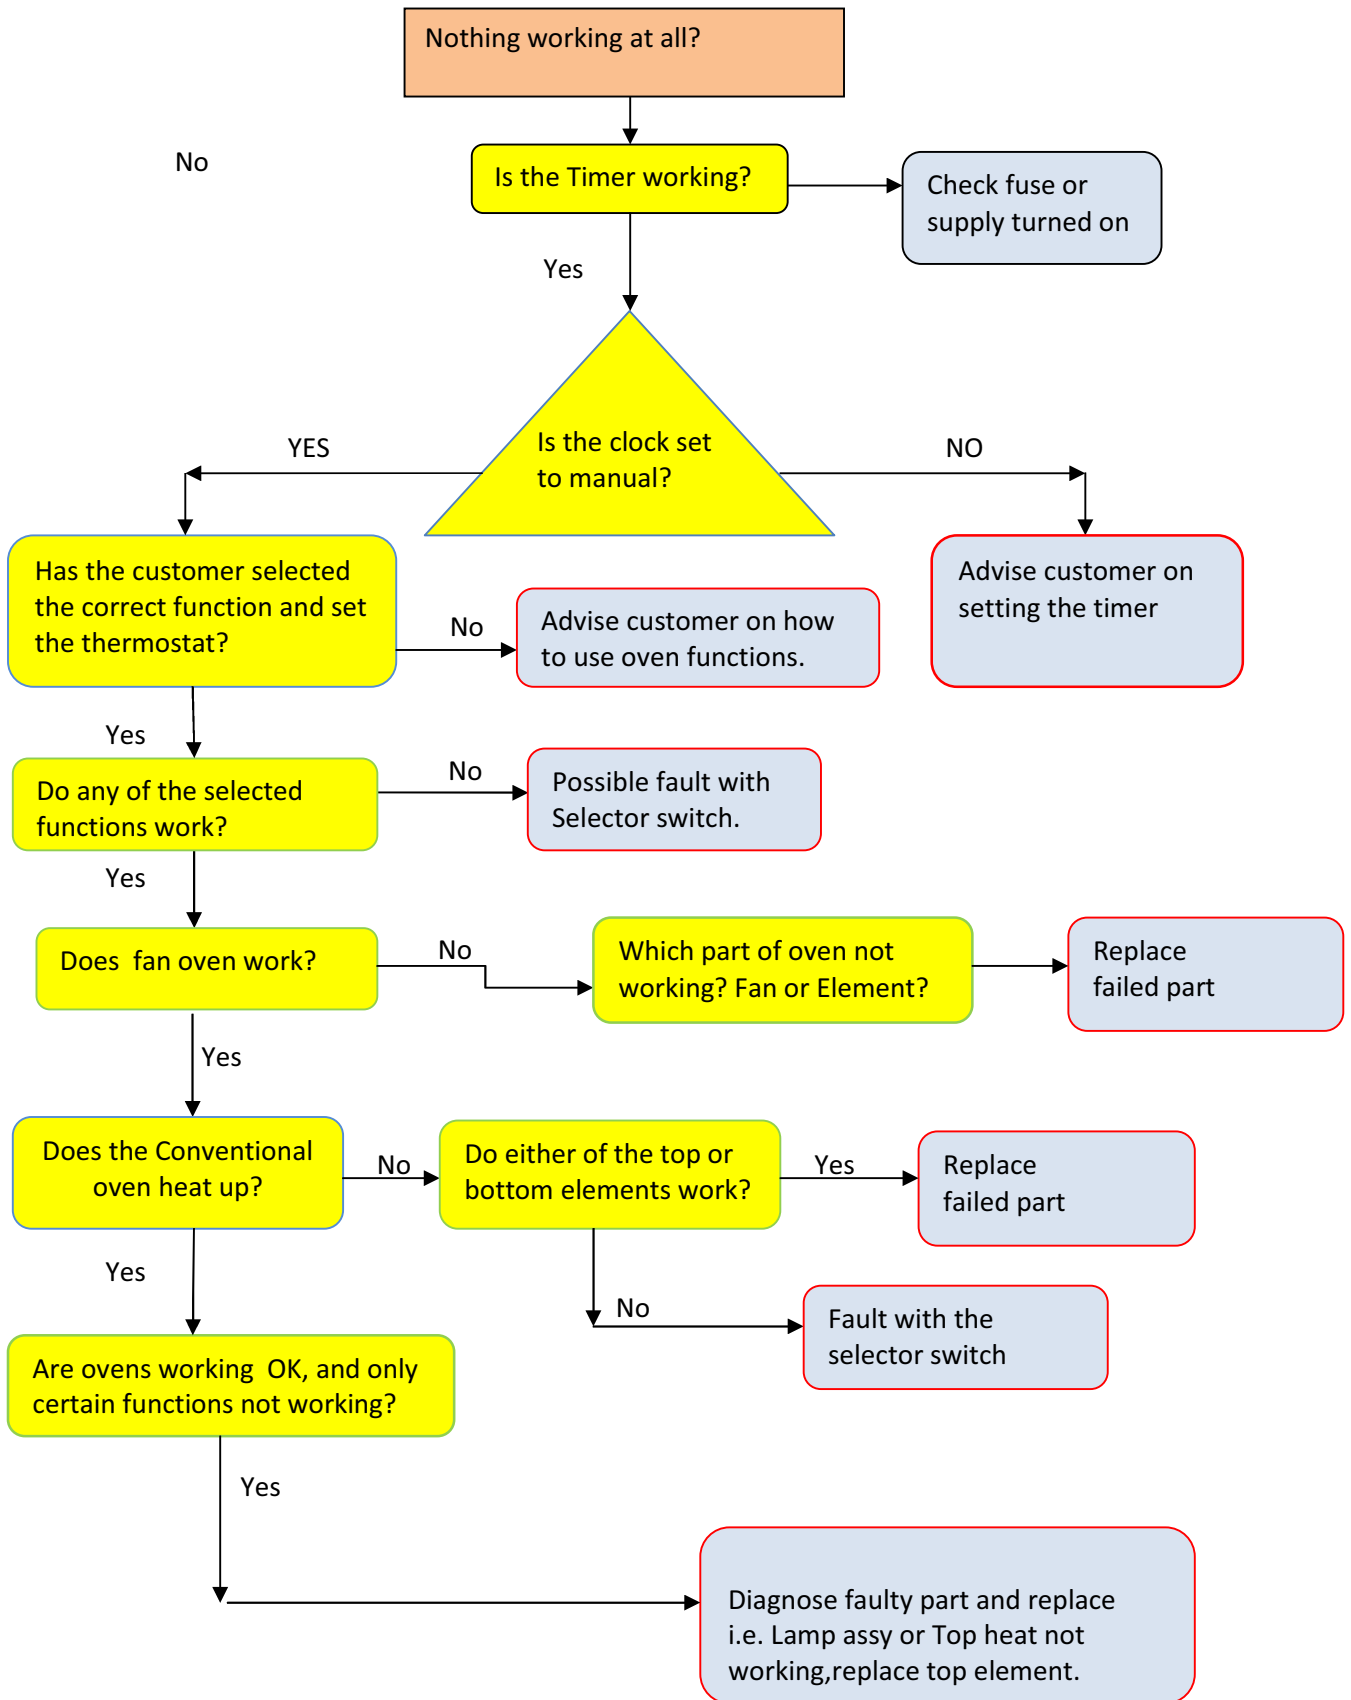 Nothing working at all?
No
Is the Timer working?
Check fuse or
supply turned on
Yes
Is the clock set
to manual?
YES
NO
Has the customer selected
the correct function and set
the thermostat?
No
Advise customer on how
to use oven functions.
Advise customer on
setting the timer
Yes
Do any of the selected
functions work?
No
Possible fault with
Selector switch.
Yes
Does  fan oven work?
No
Which part of oven not
working? Fan or Element?
Replace
failed part
Yes
Does the Conventional
oven heat up?
No
Do either of the top or
bottom elements work?
Yes
Replace
failed part
No
Fault with the
selector switch
Yes
Are ovens working  OK, and only
certain functions not working?
Yes
Diagnose faulty part and replace
i.e. Lamp assy or Top heat not
working,replace top element.